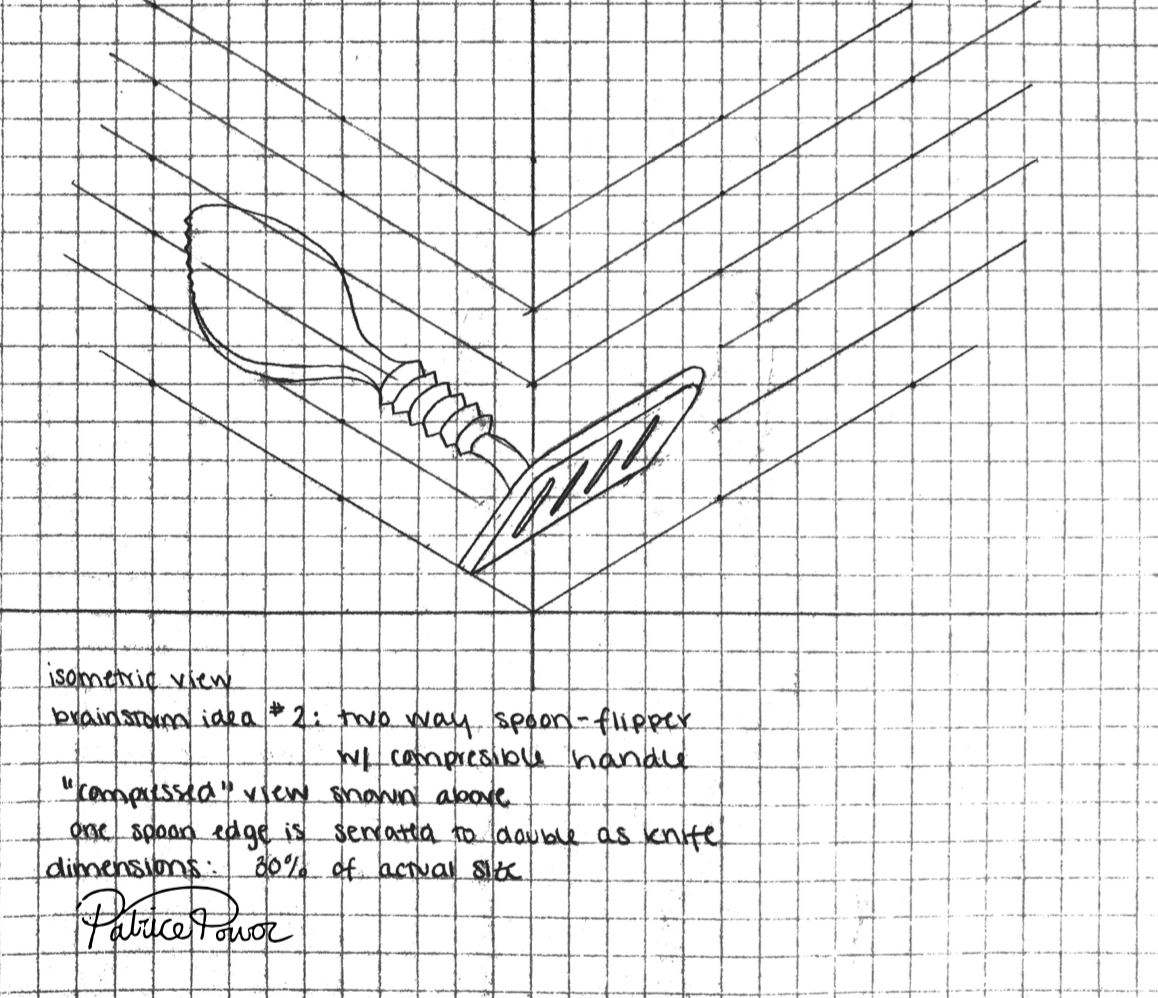 isometric view
brainstorm idea #2: two way spoon-flipper
w/ compresible handle
"compressed" view shown above
one spoon edge is serrated to double as knife
dimensions: 30% of actual size
Patrice Power